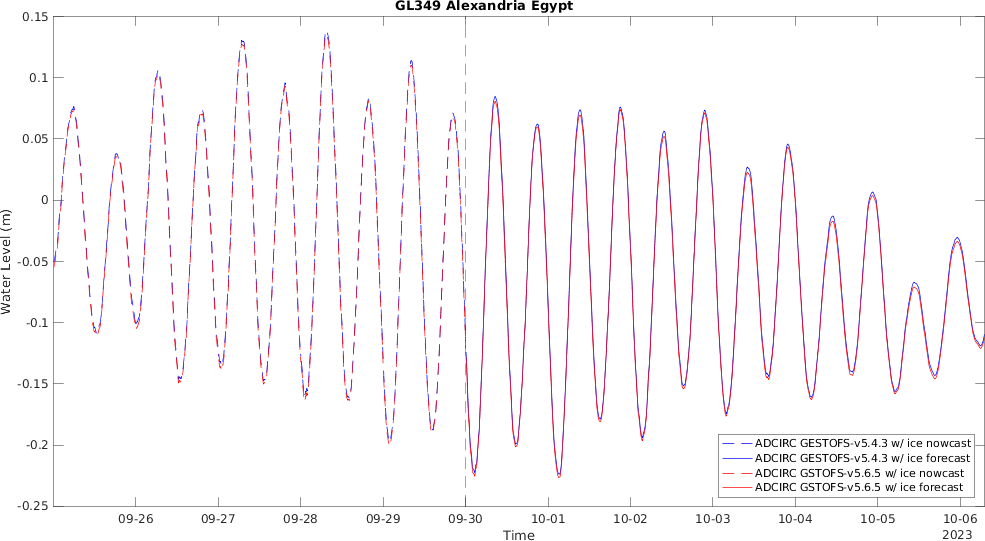 GL349 Alexandria Egypt
0.15
0.1
0.05
0
-0.05
-0.1
-0.15
-0.2
-0.25
Water Level (m)
ADCIRC GESTOFS-v5.4.3 w/ ice nowcast
ADCIRC GESTOFS-v5.4.3 w/ ice forecast
ADCIRC GSTOFS-v5.6.5 w/ ice nowcast
ADCIRC GSTOFS-v5.6.5 w/ ice forecast
09-26 09-27 09-28 09-29 09-30 10-01 10-02 10-03 10-04 10-05 10-06
Time 2023